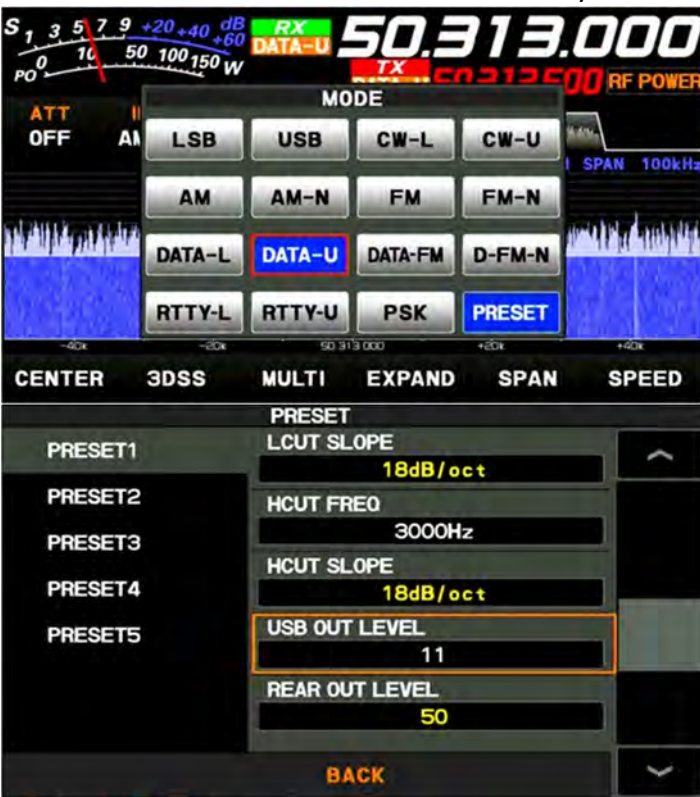 S 1 3 5 7 9 +20 +40 +60 dB
RX
DATA-U
50.313.000
PO 0 10 50 100 150 W
TX
RF POWER
ATT
OFF
MODE
LSB USB CW-L CW-U
SPAN 100kHz
AM AM-N FM FM-N
DATA-L DATA-U DATA-FM D-FM-N
RTTY-L RTTY-U PSK PRESET
-40k -20k 50 313 000 +20k +40k
CENTER 3DSS MULTI EXPAND SPAN SPEED
PRESET
PRESET1
PRESET2
PRESET3
PRESET4
PRESET5
LCUT SLOPE
18dB/oct
HCUT FREQ
3000Hz
HCUT SLOPE
18dB/oct
USB OUT LEVEL
11
REAR OUT LEVEL
50
BACK